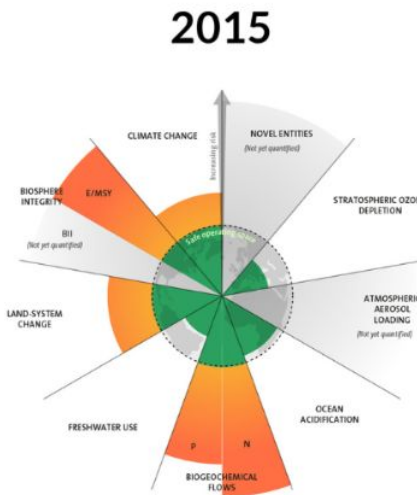 2015
CLIMATE CHANGE
Increasing risk
NOVEL ENTITIES
(Not yet quantified)
BIOSPHERE
INTEGRITY
E/MSY
STRATOSPHERIC OZO
DEPLETION
Safe operating space
BII
(Not yet quantified)
LAND-SYSTEM
CHANGE
ATMOSPHERIC
AEROSOL
LOADING
(Not yet quantified)
FRESHWATER USE
OCEAN
ACIDIFICATION
P
N
BIOGEOCHEMICAL
FLOWS